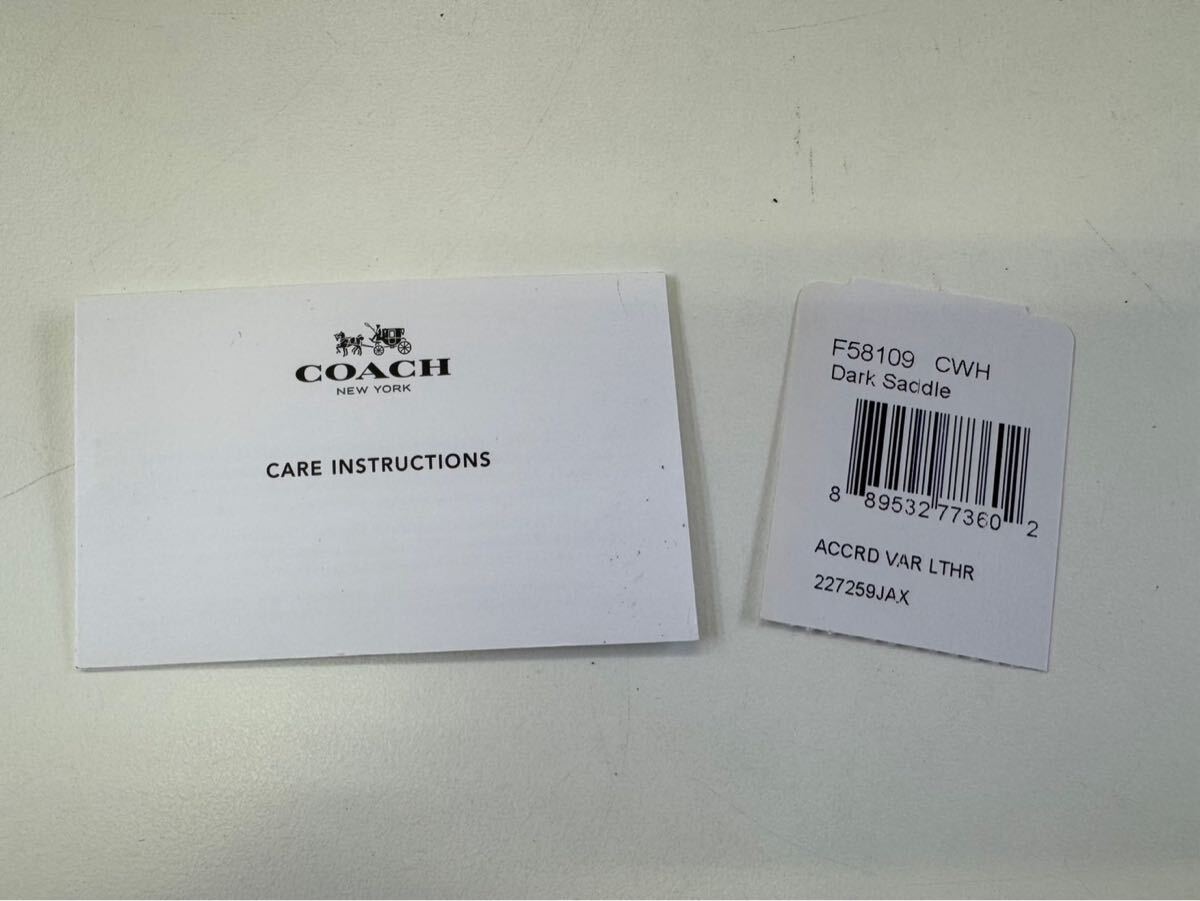 COACH
NEW YORK
CARE INSTRUCTIONS
F58109 CWH
Dark Saddle
8 89532 77360 2
ACCRD VAR LTHR
227259JAX